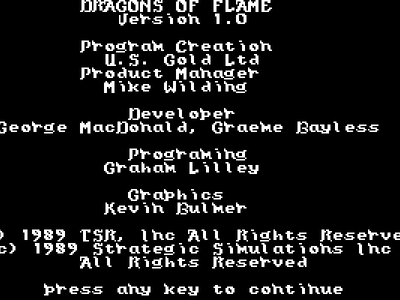 DRAGONS OF FLAME
Version 1.0
Program Creation
U.S. Gold Ltd
Product Manager
Mike Wilding
Developer
George MacDonald, Graeme Bayless
Programing
Graham Lilley
Graphics
Kevin Bulmer
) 1989 TSR, Inc All Rights Reserve
c) 1989 Strategic Simulations Inc
All Rights Reserved
press any key to continue